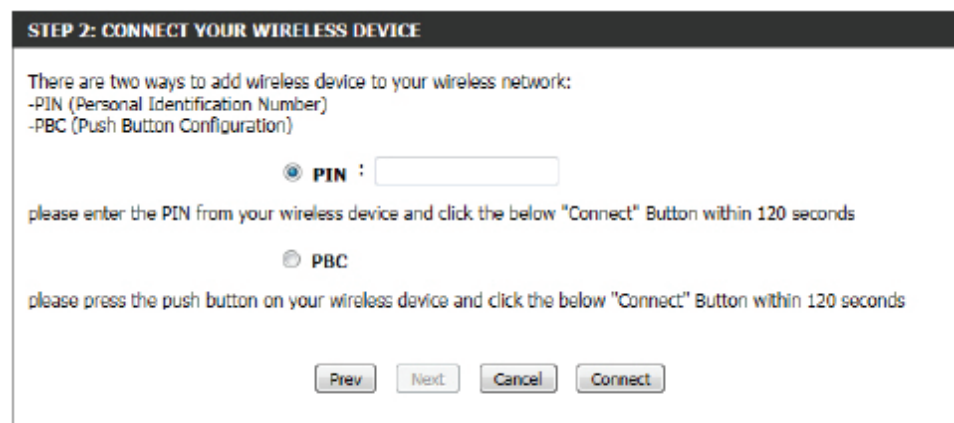 STEP 2: CONNECT YOUR WIRELESS DEVICE
There are two ways to add wireless device to your wireless network:
-PIN (Personal Identification Number)
-PBC (Push Button Configuration)
PIN :
please enter the PIN from your wireless device and click the below "Connect" Button within 120 seconds
PBC
please press the push button on your wireless device and click the below "Connect" Button within 120 seconds
Prev Next Cancel Connect